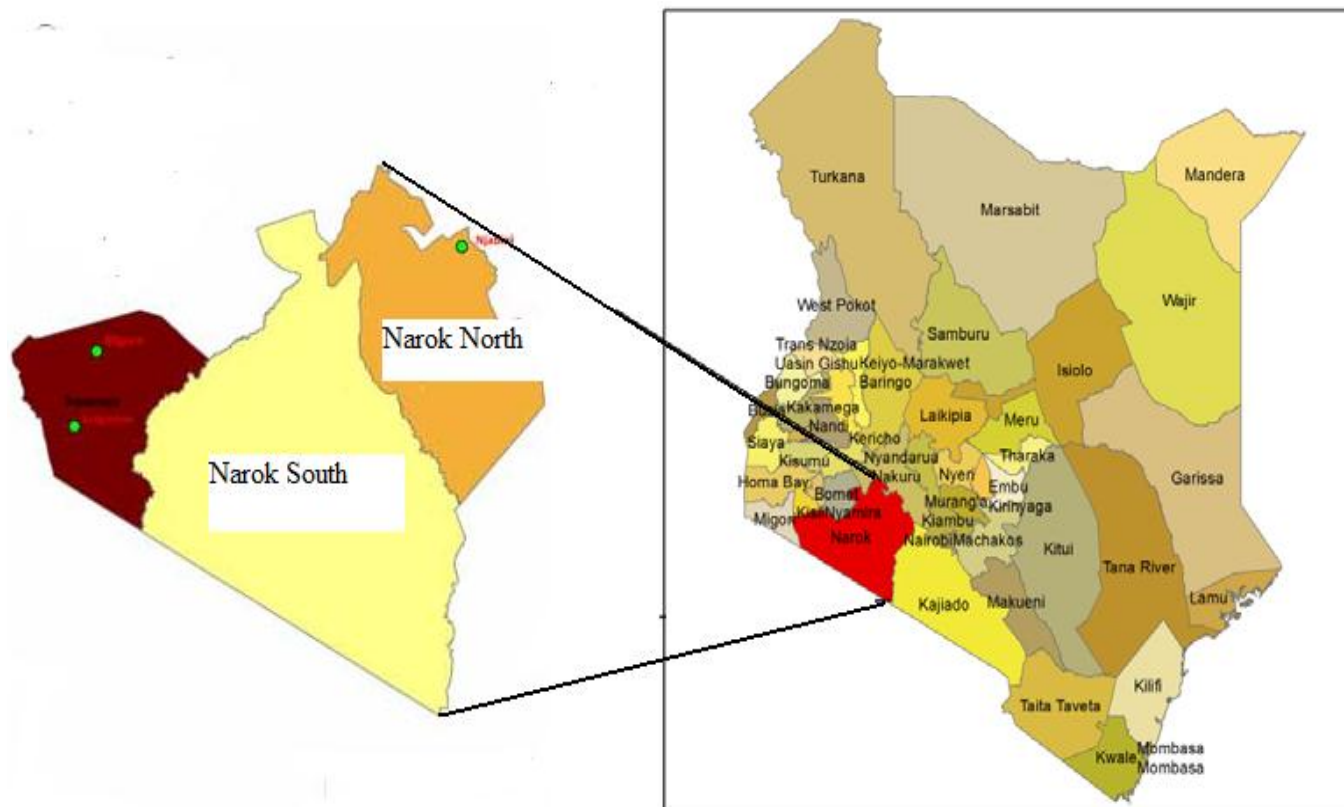 Narok North
Narok South
Turkana
Marsabit
Mandera
Wajir
West Pokot
Samburu
Isiolo
Trans Nzoia
Uasin Gishu
Keiyo-Marakwet
Bungoma
Baringo
Kakamega
Laikipia
Meru
Nandi
Siaya
Kericho
Tharaka
Kisumu
Nyandarua
Nyeri
Garissa
Homa Bay
Nakuru
Embu
Bomet
Murang'a
Kirinyaga
Migori
Nyamira
Kiambu
Narok
Nairobi
Machakos
Kitui
Tana River
Kajiado
Makueni
Lamu
Kilifi
Taita Taveta
Kwale
Mombasa
Mombasa